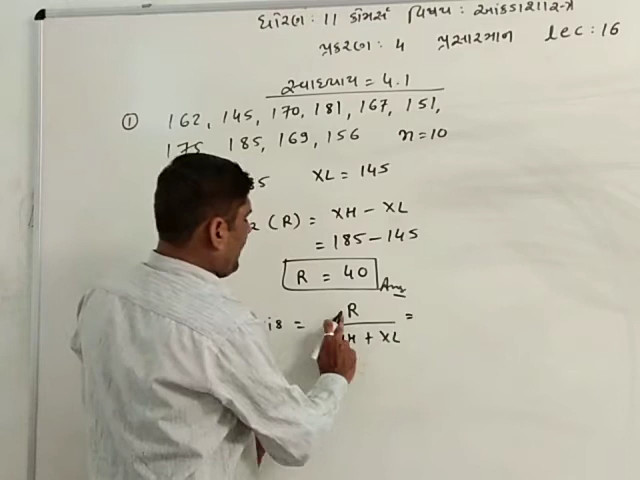 ધોરણ : 11 કોમર્સ વિષય : આંકડાશાસ્ત્ર
પ્રકરણ : 4 પ્રસારમાન lec : 16
સ્વાધ્યાય = 4.1
① 162, 145, 170, 181, 167, 151,
175, 185, 169, 156 n = 10
XL = 145
(R) = XH - XL
= 185 - 145
R = 40 Ans
= R =
+ XL